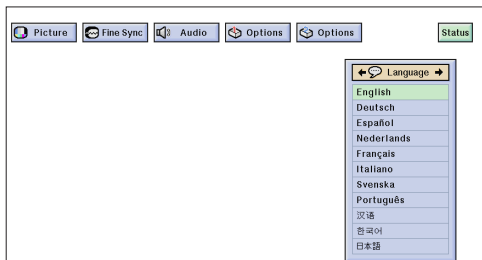 Picture Fine Sync Audio Options Options Status
Language
English
Deutsch
Español
Nederlands
Français
Italiano
Svenska
Português
汉语
한국어
日本語